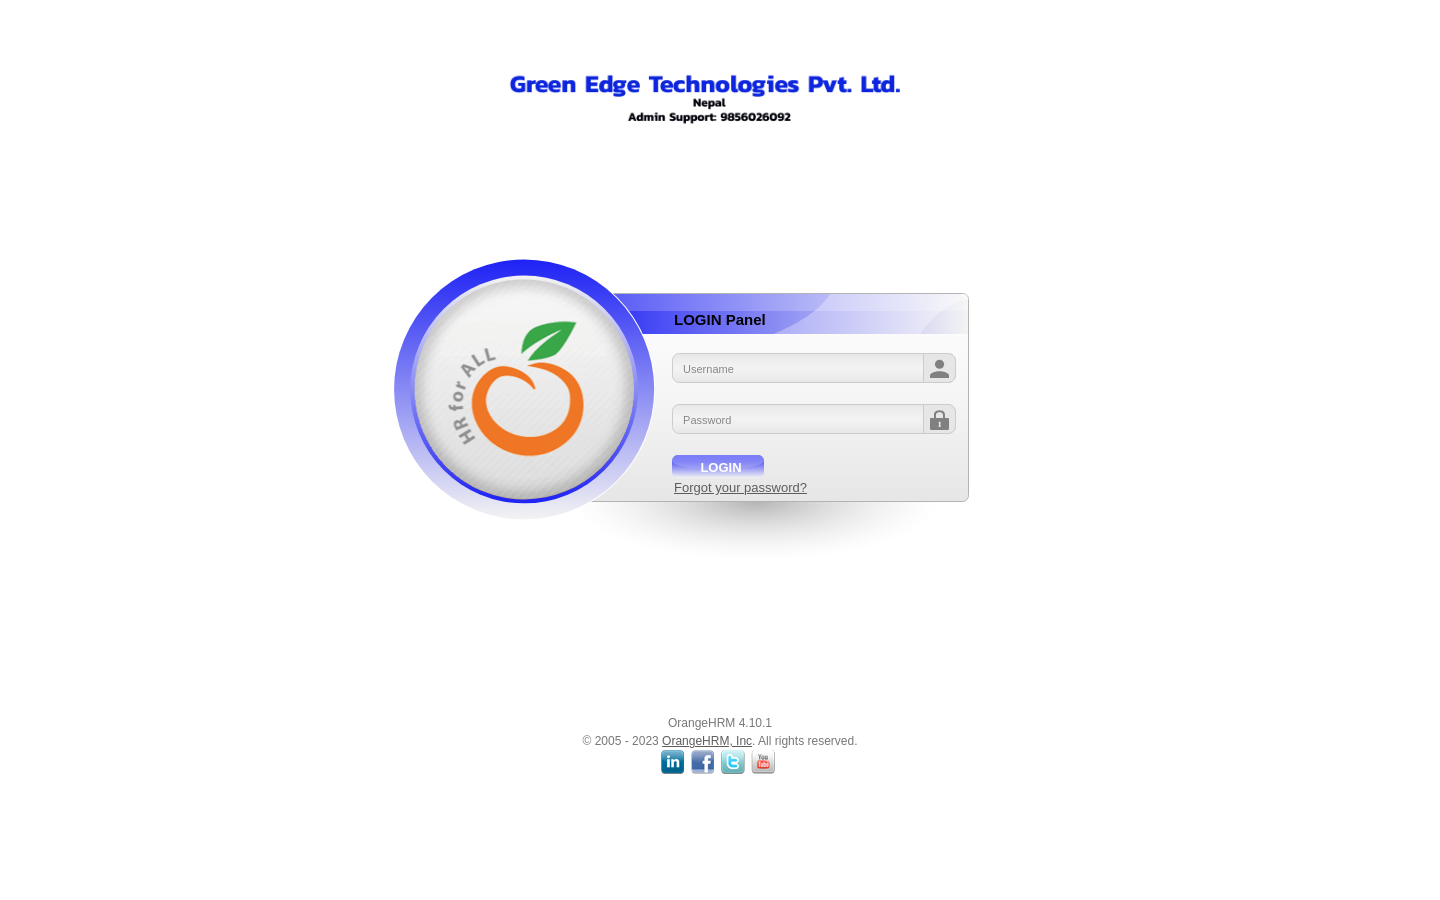 Green Edge Technologies Pvt. Ltd.
Nepal
Admin Support: 9856026092
HR for ALL
LOGIN Panel
Username
Password
LOGIN
Forgot your password?
OrangeHRM 4.10.1
© 2005 - 2023 OrangeHRM, Inc. All rights reserved.
in f t You Tube